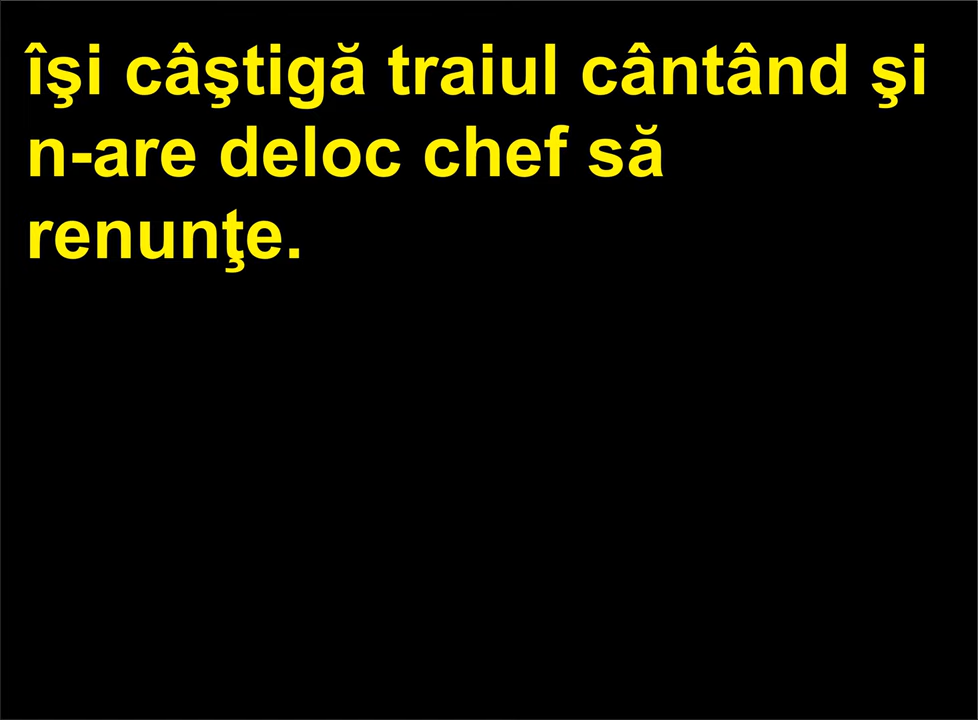 îşi câştigă traiul cântând şi
n-are deloc chef să
renunţe.